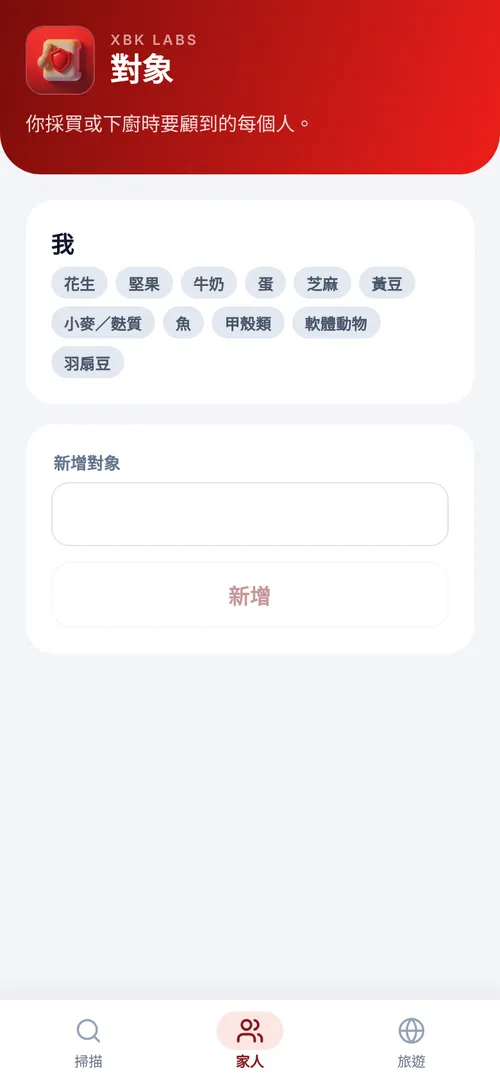 XBK LABS
對象
你採買或下廚時要顧到的每個人。
我
花生 堅果 牛奶 蛋 芝麻 黃豆
小麥／麩質 魚 甲殼類 軟體動物
羽扇豆
新增對象
新增
掃描 家人 旅遊